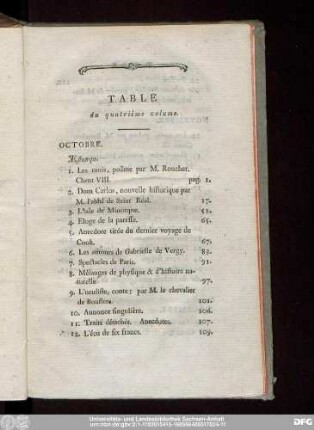 TABLE
du quatrième volume.
OCTOBRE.
Estampe.
1. Les mois, poëme par M. Roucher.
Chant VIII. pag. 1.
2. Dom Carlos, nouvelle historique par
M. l'abbé de Saint Réal. 17.
3. L'isle de Minorque. 51.
4. Eloge de la paresse. 65.
5. Anecdote tirée du dernier voyage de
Cook. 67.
6. Les amours de Gabrielle de Vergy. 83.
7. Spectacles de Paris. 91.
8. Mélanges de physique & d'histoire na-
turelle. 97.
9. L'oculiste, conte; par M. le chevalier
de Bouflers. 101.
10. Annonce singulière. 106.
11. Traits détachés. Anecdotes. 107.
12. L'écu de six francs. 109.
Universitäts- und Landesbibliothek Sachsen-Anhalt